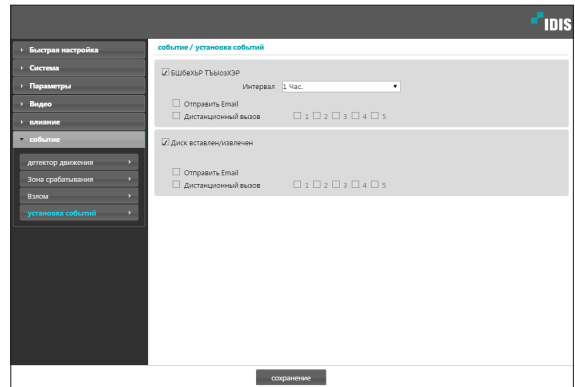 IDIS
Быстрая настройка
Система
Параметры
Видео
влияние
событие
детектор движения
Зона срабатывания
Взлом
установка событий
событие / установка событий
БШбвХЬР ТЪЫозХЭР
Интервал 1 Час.
Отправить Email
Дистанционный вызов 1 2 3 4 5
Диск вставлен/извлечен
Отправить Email
Дистанционный вызов 1 2 3 4 5
сохранение